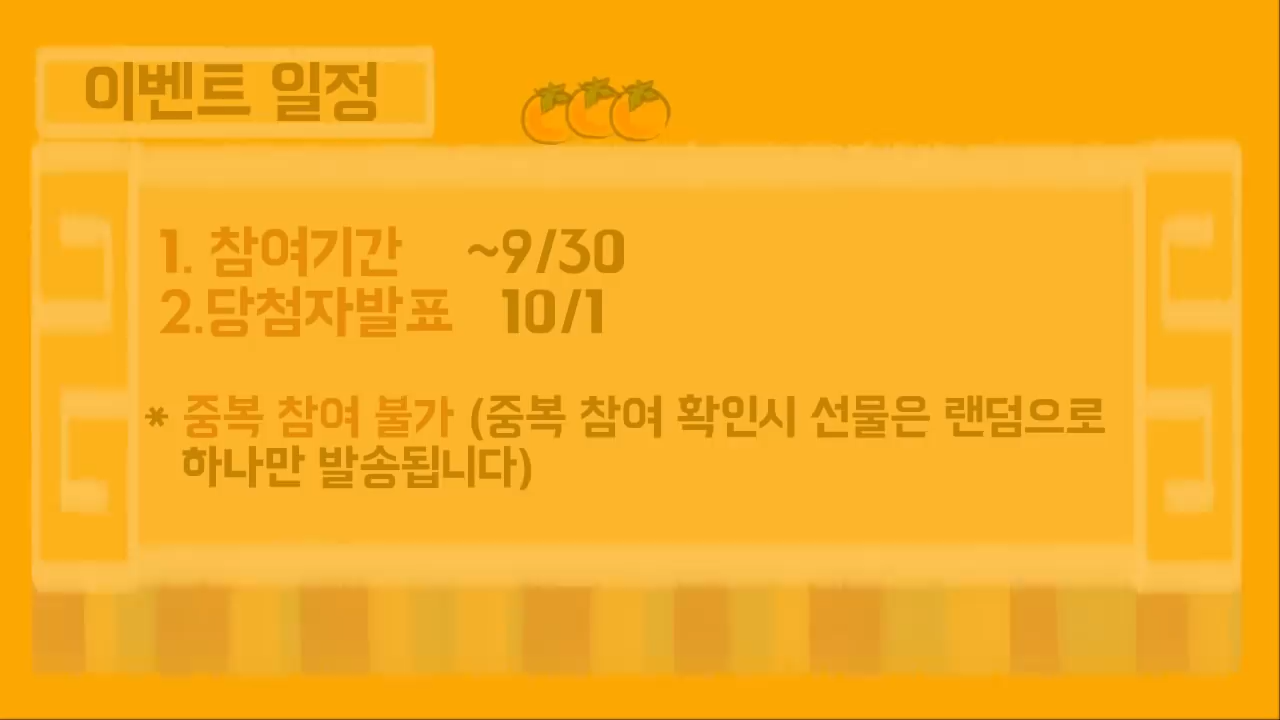 이벤트 일정
1. 참여기간 ~9/30
2.당첨자발표 10/1
* 중복 참여 불가 (중복 참여 확인시 선물은 랜덤으로
하나만 발송됩니다)